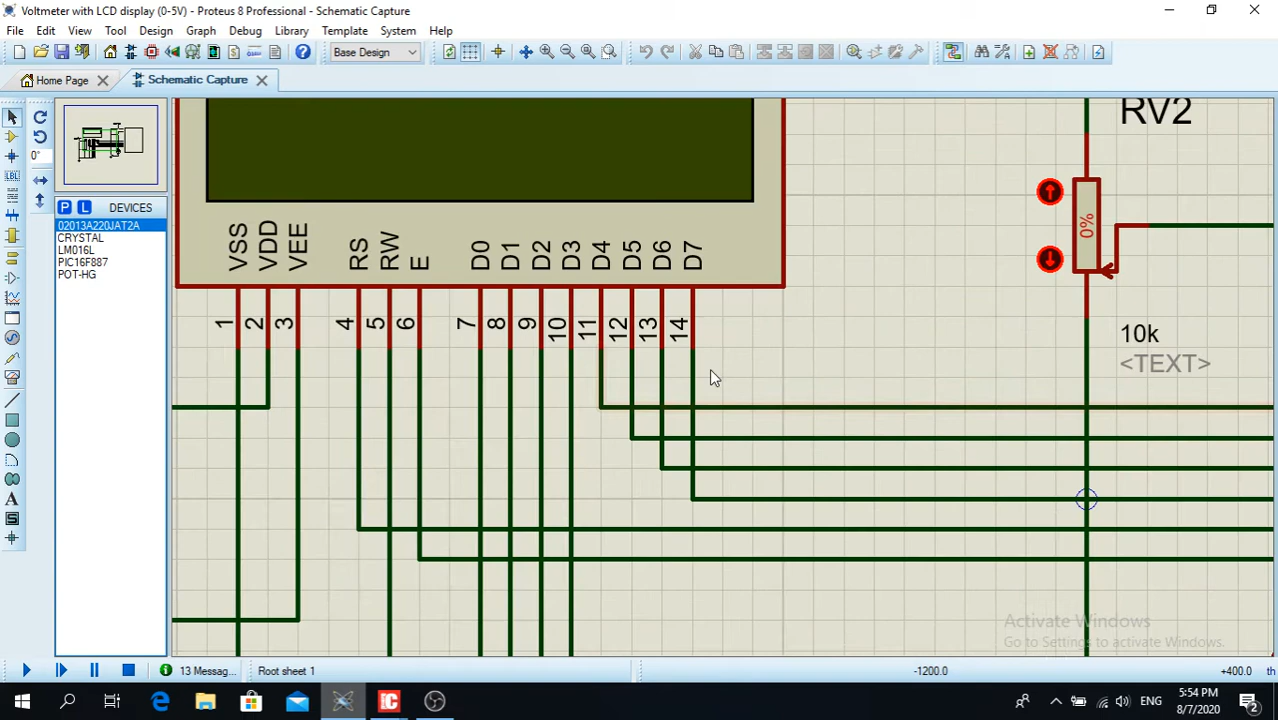 Voltmeter with LCD display (0-5V) - Proteus 8 Professional - Schematic Capture
File Edit View Tool Design Graph Debug Library Template System Help
Base Design
Home Page
Schematic Capture
0°
LBL
P L DEVICES
02013A220JAT2A
CRYSTAL
LM016L
PIC16F887
POT-HG
A
RV2
0%
10k
<TEXT>
VSS VDD VEE RS RW E D0 D1 D2 D3 D4 D5 D6 D7
1 2 3 4 5 6 7 8 9 10 11 12 13 14
Activate Windows
Go to Settings to activate Windows.
13 Messag...
Root sheet 1
-1200.0
+400.0
th
ENG
5:54 PM
8/7/2020
2